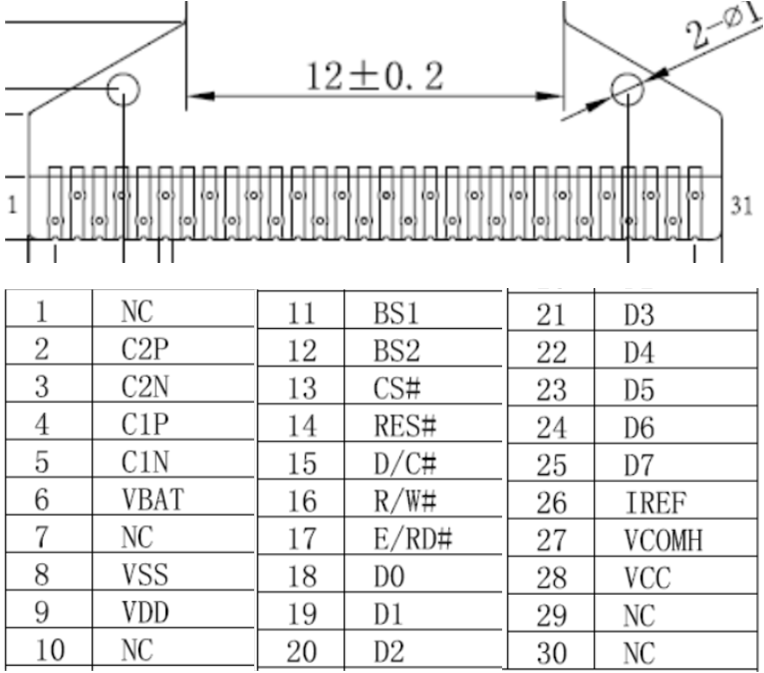 2-⌀1
12±0.2
1
31
1 NC
2 C2P
3 C2N
4 C1P
5 C1N
6 VBAT
7 NC
8 VSS
9 VDD
10 NC
11 BS1
12 BS2
13 CS#
14 RES#
15 D/C#
16 R/W#
17 E/RD#
18 D0
19 D1
20 D2
21 D3
22 D4
23 D5
24 D6
25 D7
26 IREF
27 VCOMH
28 VCC
29 NC
30 NC